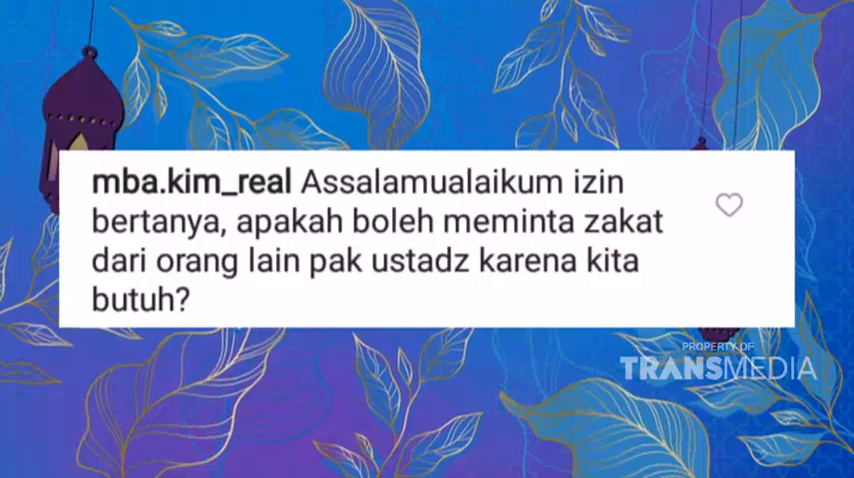 mba.kim_real Assalamualaikum izin
bertanya, apakah boleh meminta zakat
dari orang lain pak ustadz karena kita
butuh?
PROPERTY OF
TRANSMEDIA